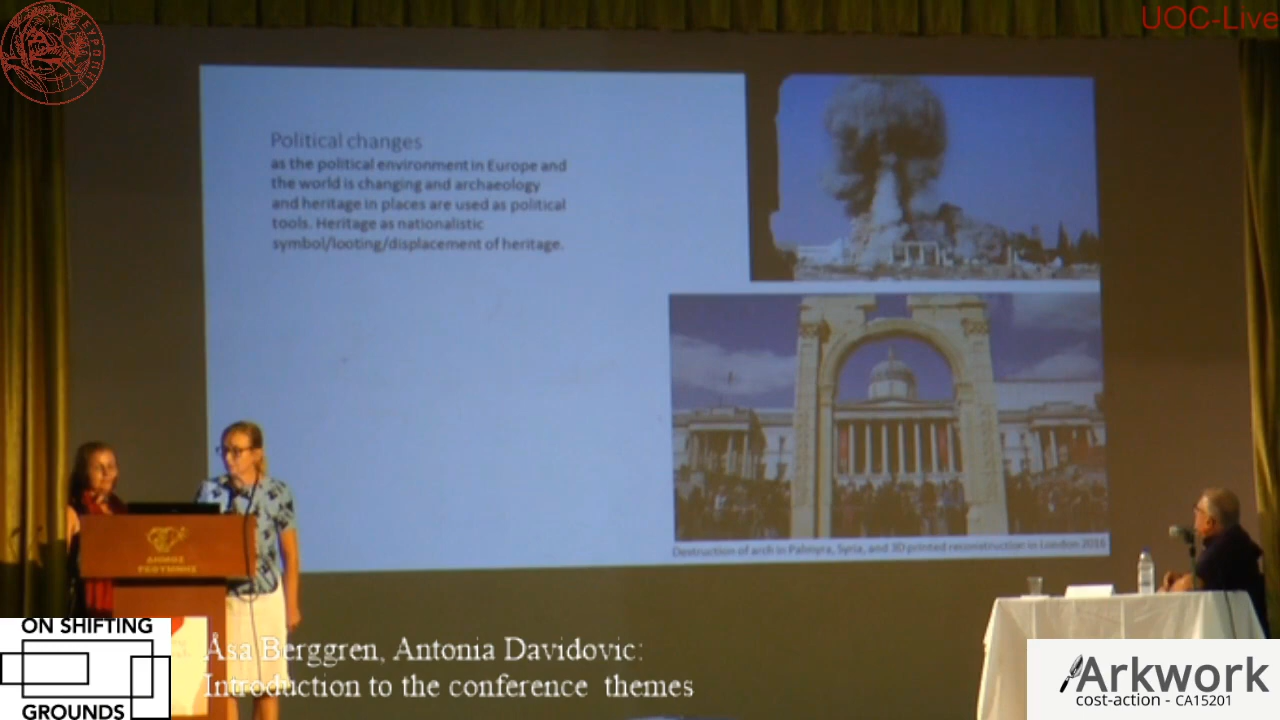 UOC-Live
Political changes
as the political environment in Europe and
the world is changing and archaeology
and heritage in places are used as political
tools. Heritage as nationalistic
symbol/looting/displacement of heritage.
Destruction of arch in Palmyra, Syria, and 3D printed reconstruction in London 2016
ΔΗΜΟΣ
ΡΕΘΥΜΝΗΣ
ON SHIFTING
GROUNDS
Åsa Berggren, Antonia Davidovic:
Introduction to the conference themes
Arkwork
cost-action - CA15201